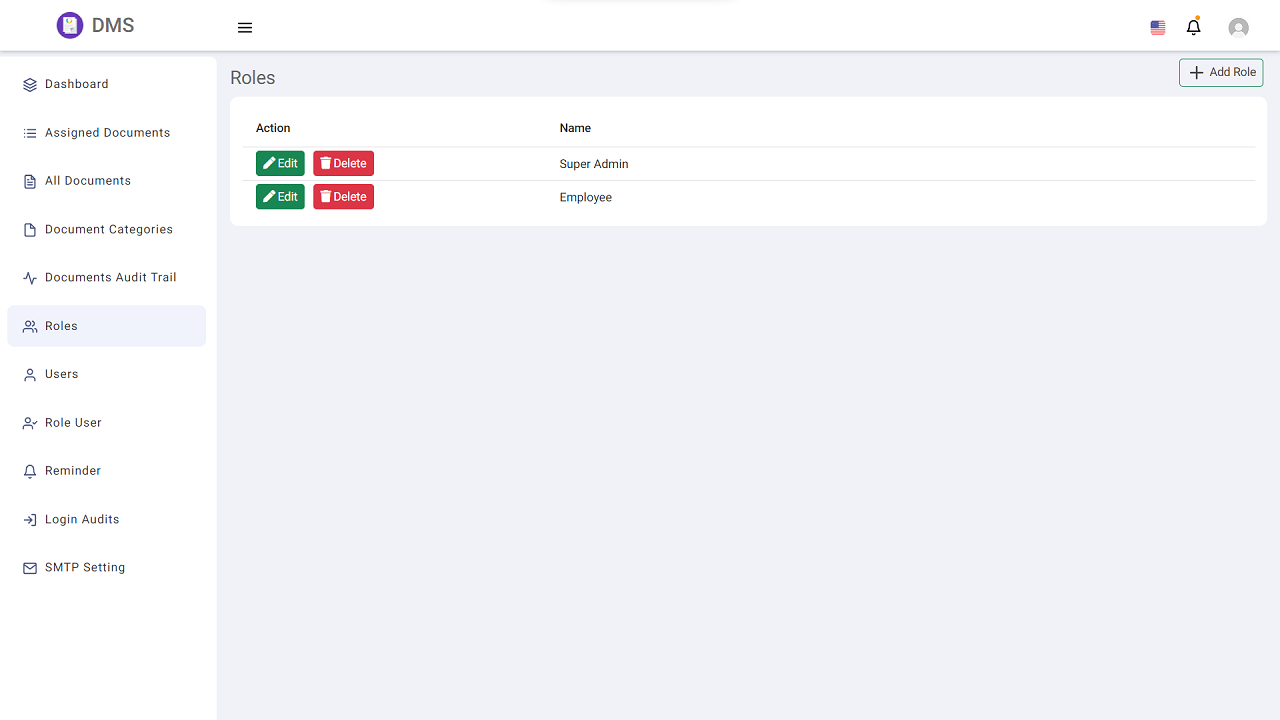 DMS
Dashboard
Assigned Documents
All Documents
Document Categories
Documents Audit Trail
Roles
Users
Role User
Reminder
Login Audits
SMTP Setting
Roles
Add Role
Action Name
Edit Delete Super Admin
Edit Delete Employee